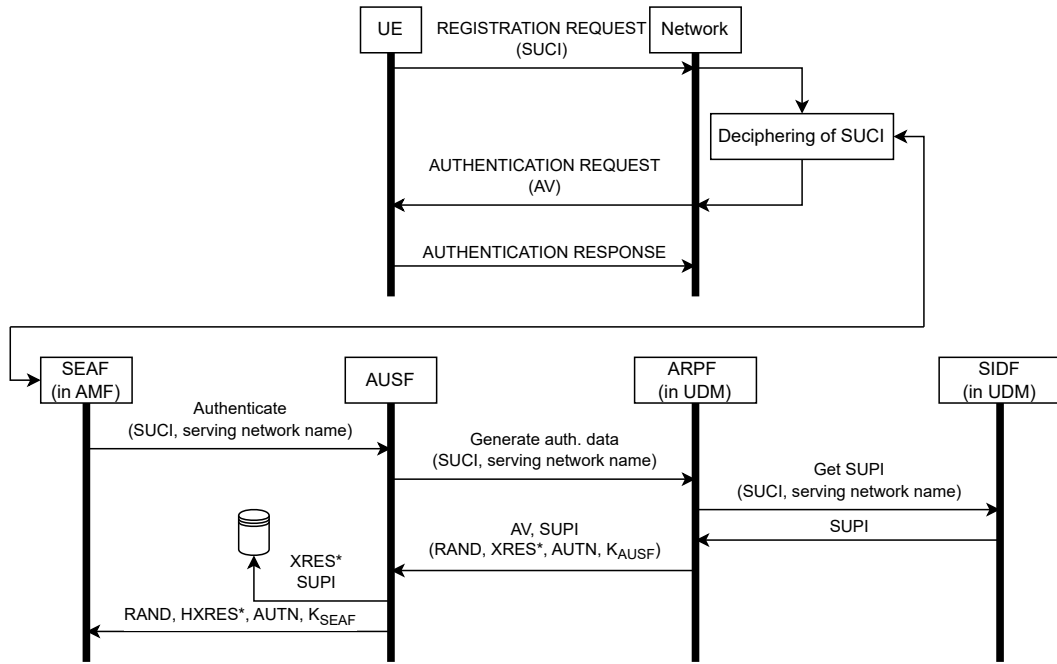 UE
REGISTRATION REQUEST
(SUCI)
Network
Deciphering of SUCI
AUTHENTICATION REQUEST
(AV)
AUTHENTICATION RESPONSE
SEAF
(in AMF)
AUSF
ARPF
(in UDM)
SIDF
(in UDM)
Authenticate
(SUCI, serving network name)
Generate auth. data
(SUCI, serving network name)
Get SUPI
(SUCI, serving network name)
SUPI
AV, SUPI
(RAND, XRES*, AUTN, KAUSF)
XRES*
SUPI
RAND, HXRES*, AUTN, KSEAF